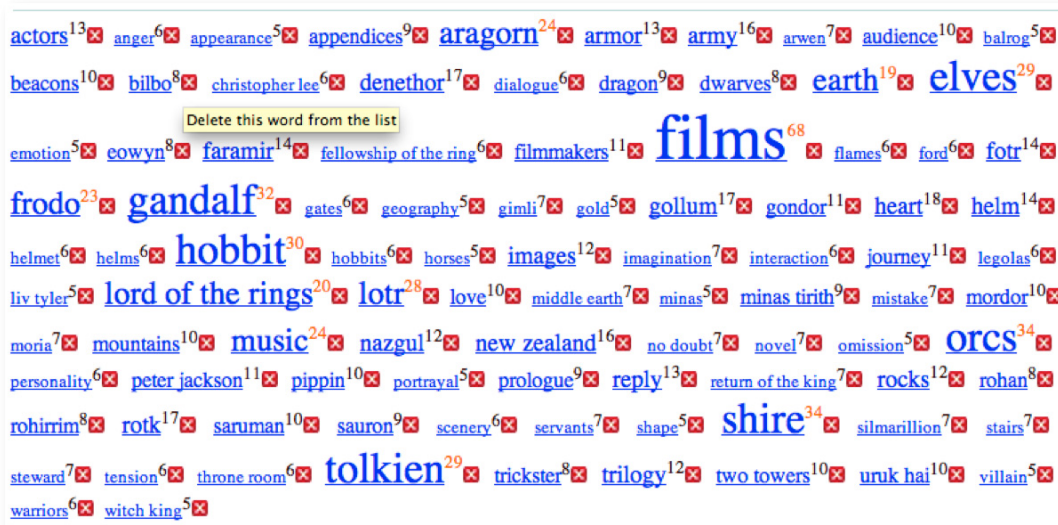 actors13 anger6 appearance5 appendices9 aragorn24 armor13 army16 arwen7 audience10 balrog5
beacons10 bilbo8 christopher lee6 denethor17 dialogue6 dragon9 dwarves8 earth19 elves29
Delete this word from the list
emotion5 eowyn8 faramir14 fellowship of the ring6 filmmakers11 films68 flames6 ford6 fotr14
frodo23 gandalf32 gates6 geography5 gimli7 gold5 gollum17 gondor11 heart18 helm14
helmet6 helms6 hobbit30 hobbits6 horses5 images12 imagination7 interaction6 journey11 legolas6
liv tyler5 lord of the rings20 lotr28 love10 middle earth7 minas5 minas tirith9 mistake7 mordor10
moria7 mountains10 music24 nazgul12 new zealand16 no doubt7 novel7 omission5 orcs34
personality6 peter jackson11 pippin10 portrayal5 prologue9 reply13 return of the king7 rocks12 rohan8
rohirrim8 rotk17 saruman10 sauron9 scenery6 servants7 shape5 shire34 silmarillion7 stairs7
steward7 tension6 throne room6 tolkien29 trickster8 trilogy12 two towers10 uruk hai10 villain5
warriors6 witch king5